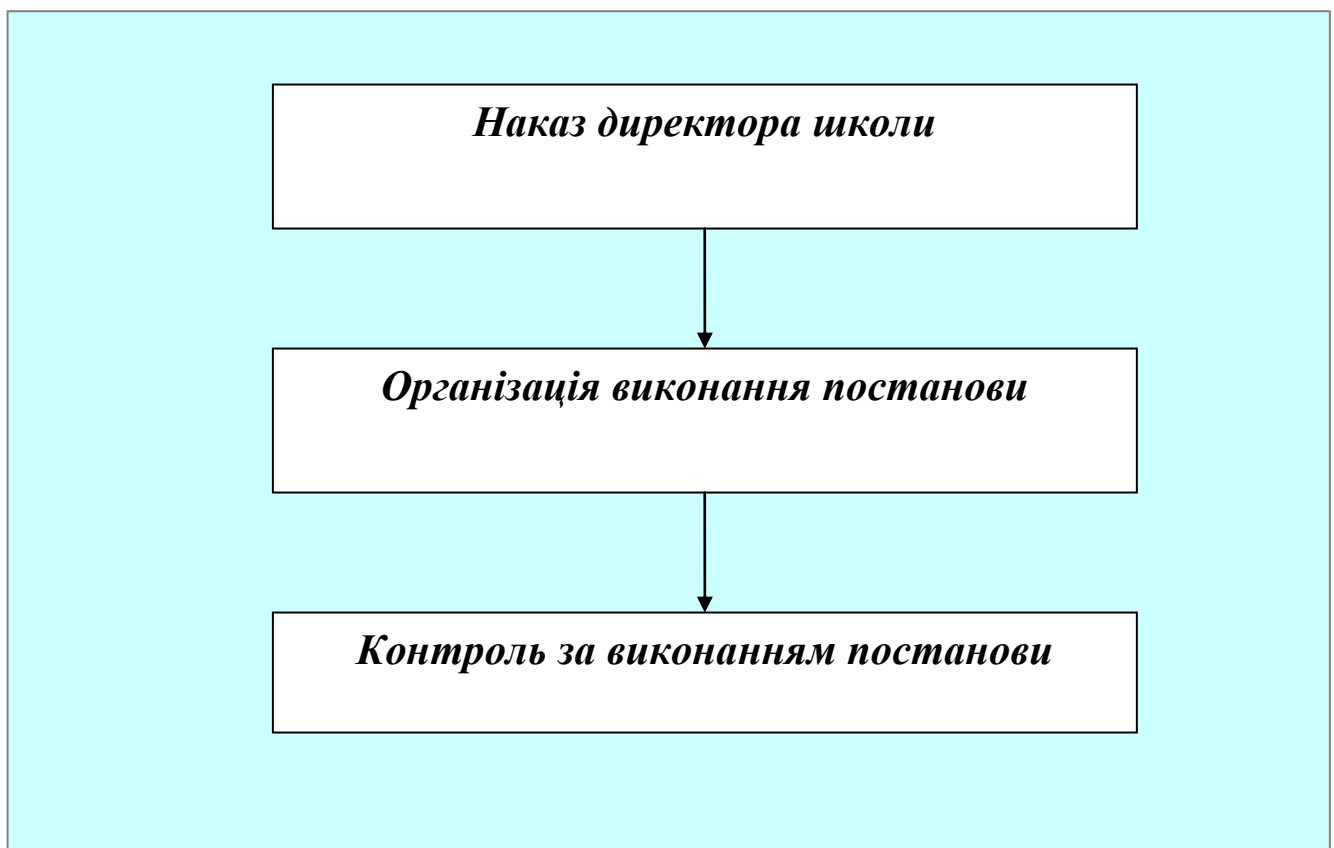 Наказ директора школи
Організація виконання постанови
Контроль за виконанням постанови